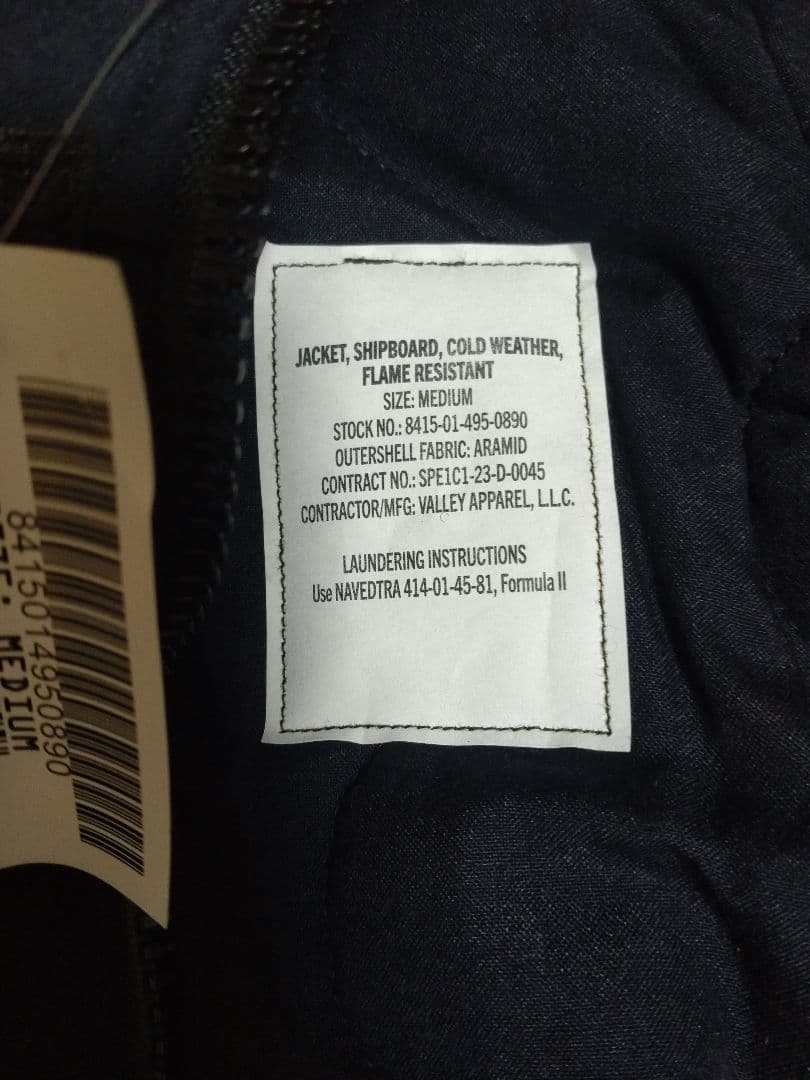 JACKET, SHIPBOARD, COLD WEATHER,
FLAME RESISTANT
SIZE: MEDIUM
STOCK NO.: 8415-01-495-0890
OUTERSHELL FABRIC: ARAMID
CONTRACT NO.: SPE1C1-23-D-0045
CONTRACTOR/MFG: VALLEY APPAREL, L.L.C.
LAUNDERING INSTRUCTIONS
Use NAVEDTRA 414-01-45-81, Formula II
8415014950890
: MEDIUM